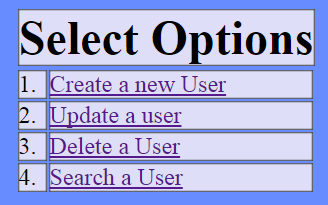 Select Options
1. Create a new User
2. Update a user
3. Delete a User
4. Search a User